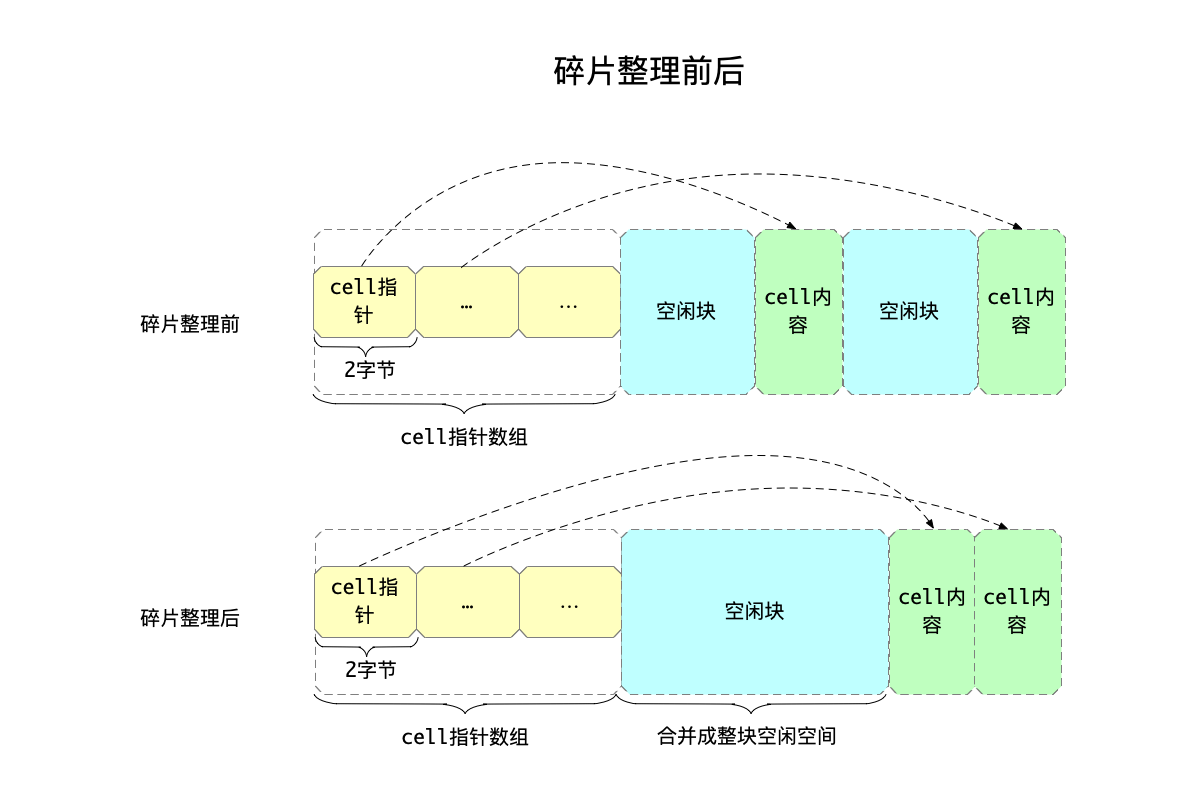 碎片整理前后
碎片整理前
cell指
针
…
…
空闲块
cell内
容
空闲块
cell内
容
2字节
cell指针数组
碎片整理后
cell指
针
…
…
空闲块
cell内
容
cell内
容
2字节
cell指针数组
合并成整块空闲空间